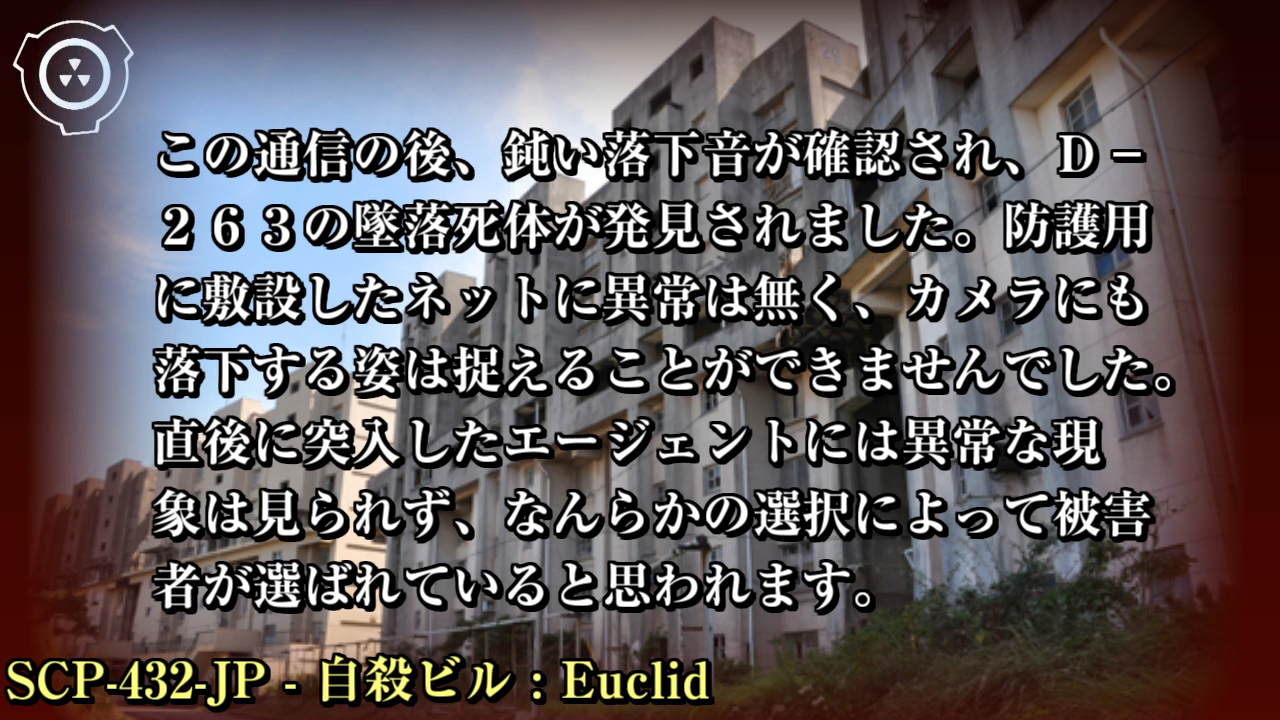 この通信の後、鈍い落下音が確認され、Ｄ−
２６３の墜落死体が発見されました。防護用
に敷設したネットに異常は無く、カメラにも
落下する姿は捉えることができませんでした。
直後に突入したエージェントには異常な現
象は見られず、なんらかの選択によって被害
者が選ばれていると思われます。
SCP-432-JP - 自殺ビル : Euclid